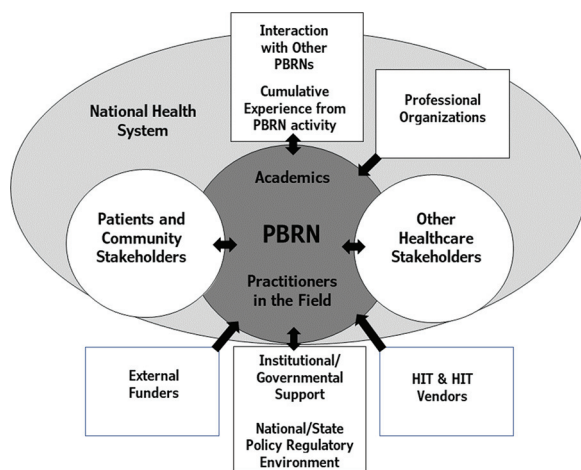 Interaction
with Other
PBRNs
Cumulative
Experience from
PBRN activity
National Health
System
Professional
Organizations
Academics
Patients and
Community
Stakeholders
PBRN
Other
Healthcare
Stakeholders
Practitioners
in the Field
External
Funders
Institutional/
Governmental
Support
National/State
Policy Regulatory
Environment
HIT & HIT
Vendors